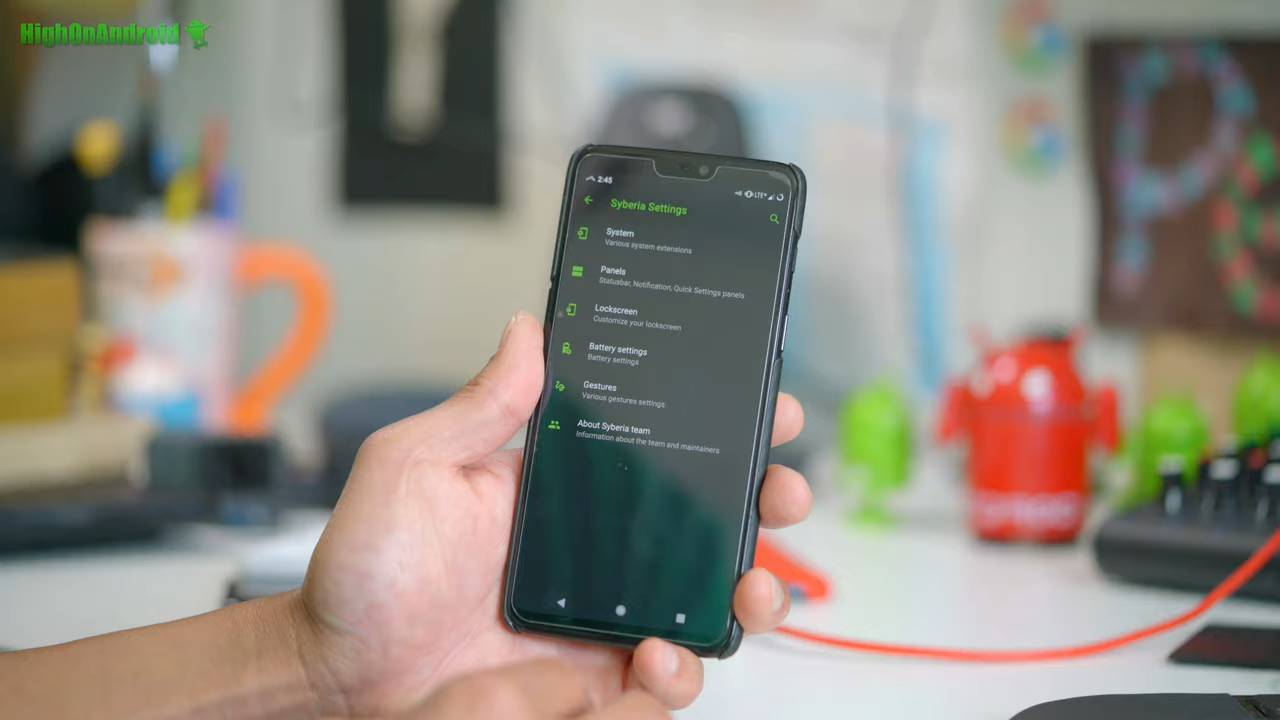 HighOnAndroid
2:45
LTE+
Syberia Settings
System
Various system extensions
Panels
Statusbar, Notification, Quick Settings panels
Lockscreen
Customize your lockscreen
Battery settings
Battery settings
Gestures
Various gestures settings
About Syberia team
Information about the team and maintainers